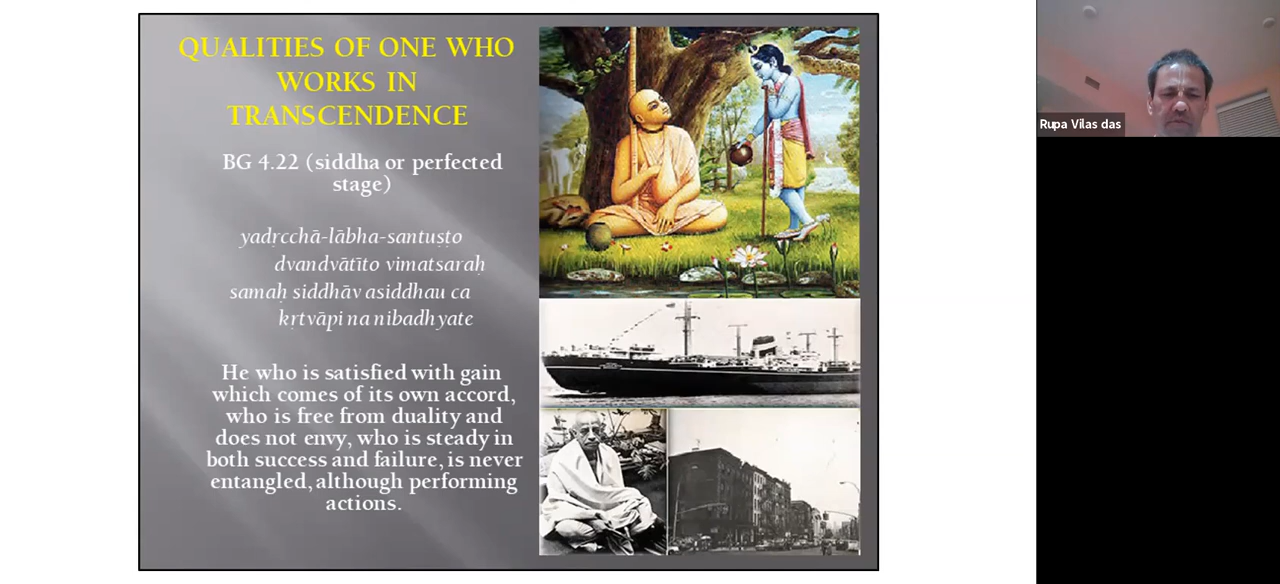 QUALITIES OF ONE WHO
WORKS IN
TRANSCENDENCE
BG 4.22 (siddha or perfected
stage)
yadṛcchā-lābha-santuṣṭo
dvandvātīto vimatsaraḥ
samaḥ siddhāv asiddhau ca
kṛtvāpi na nibadhyate
He who is satisfied with gain
which comes of its own accord,
who is free from duality and
does not envy, who is steady in
both success and failure, is never
entangled, although performing
actions.
Rupa Vilas das